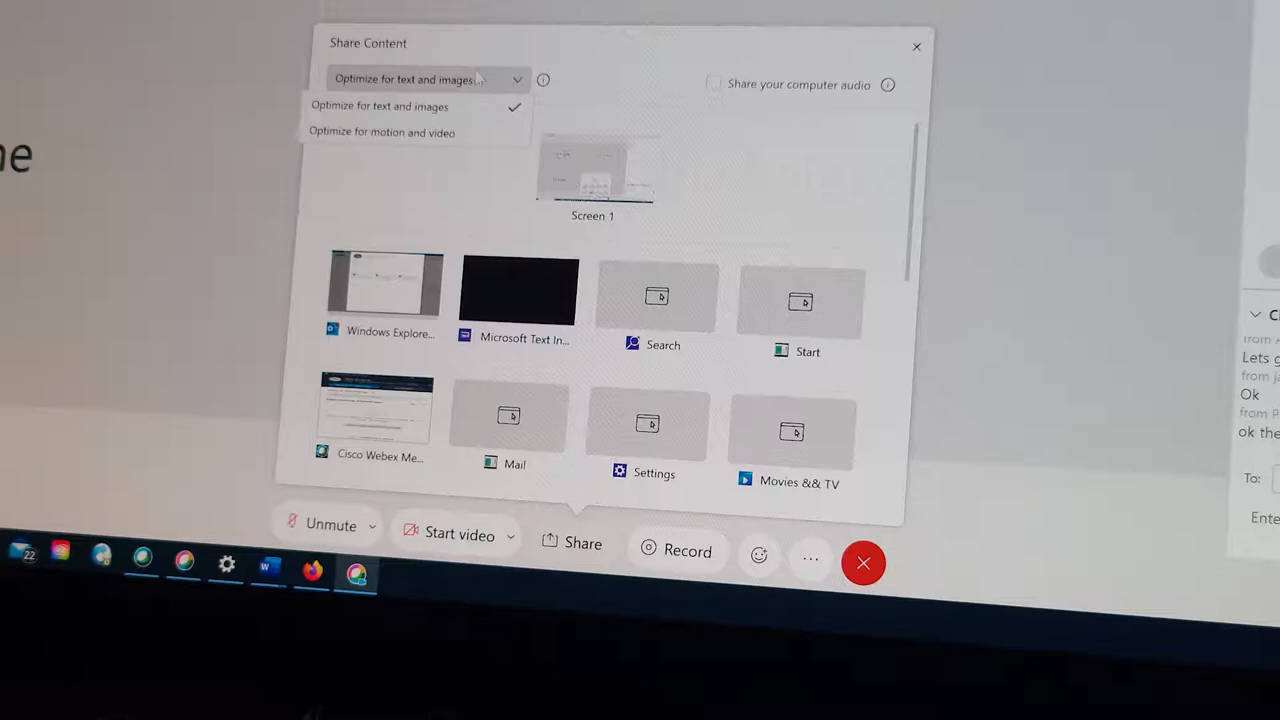 Share Content
Optimize for text and images
Share your computer audio
Optimize for text and images
Optimize for motion and video
ne
Screen 1
Windows Explore...
Microsoft Text In...
Search
Start
Cisco Webex Me...
Mail
Settings
Movies && TV
Lets g
Ok
ok the
To:
Ente
Unmute
Start video
Share
Record
22